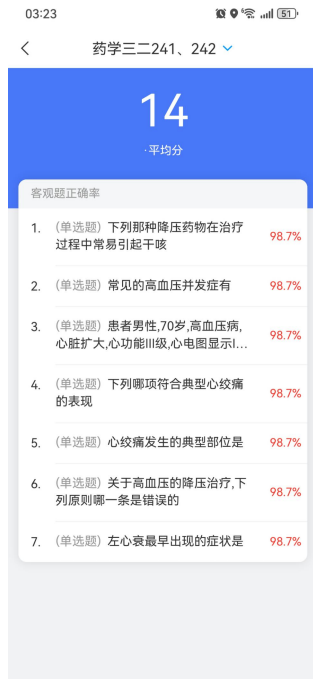 03:23
51
药学三二241、242
14
·平均分
客观题正确率
1. (单选题) 下列那种降压药物在治疗
过程中常易引起干咳
98.7%
2. (单选题) 常见的高血压并发症有
98.7%
3. (单选题) 患者男性,70岁,高血压病,
心脏扩大,心功能III级,心电图显示I...
98.7%
4. (单选题) 下列哪项符合典型心绞痛
的表现
98.7%
5. (单选题) 心绞痛发生的典型部位是
98.7%
6. (单选题) 关于高血压的降压治疗,下
列原则哪一条是错误的
98.7%
7. (单选题) 左心衰最早出现的症状是
98.7%